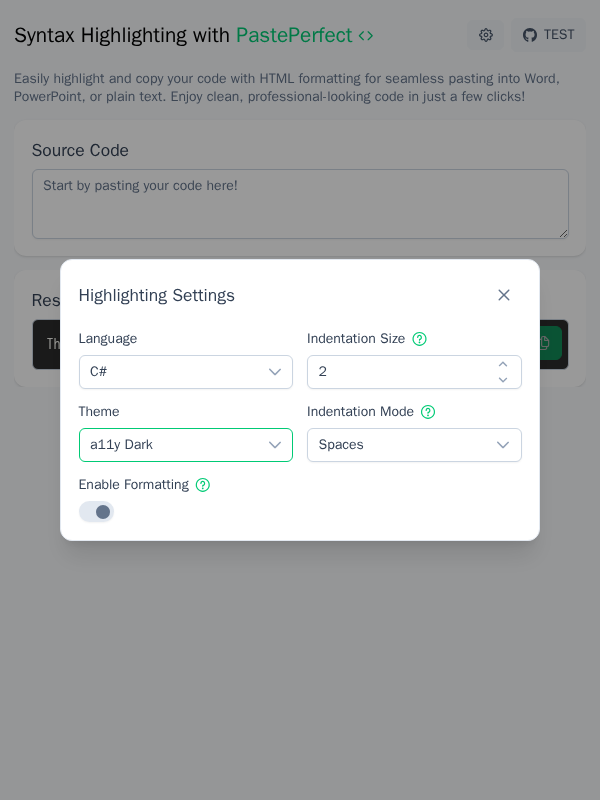 Syntax Highlighting with PastePerfect <>
TEST
Easily highlight and copy your code with HTML formatting for seamless pasting into Word,
PowerPoint, or plain text. Enjoy clean, professional-looking code in just a few clicks!
Source Code
Start by pasting your code here!
Res
Th
Highlighting Settings
Language
Indentation Size
C#
2
Theme
Indentation Mode
a11y Dark
Spaces
Enable Formatting